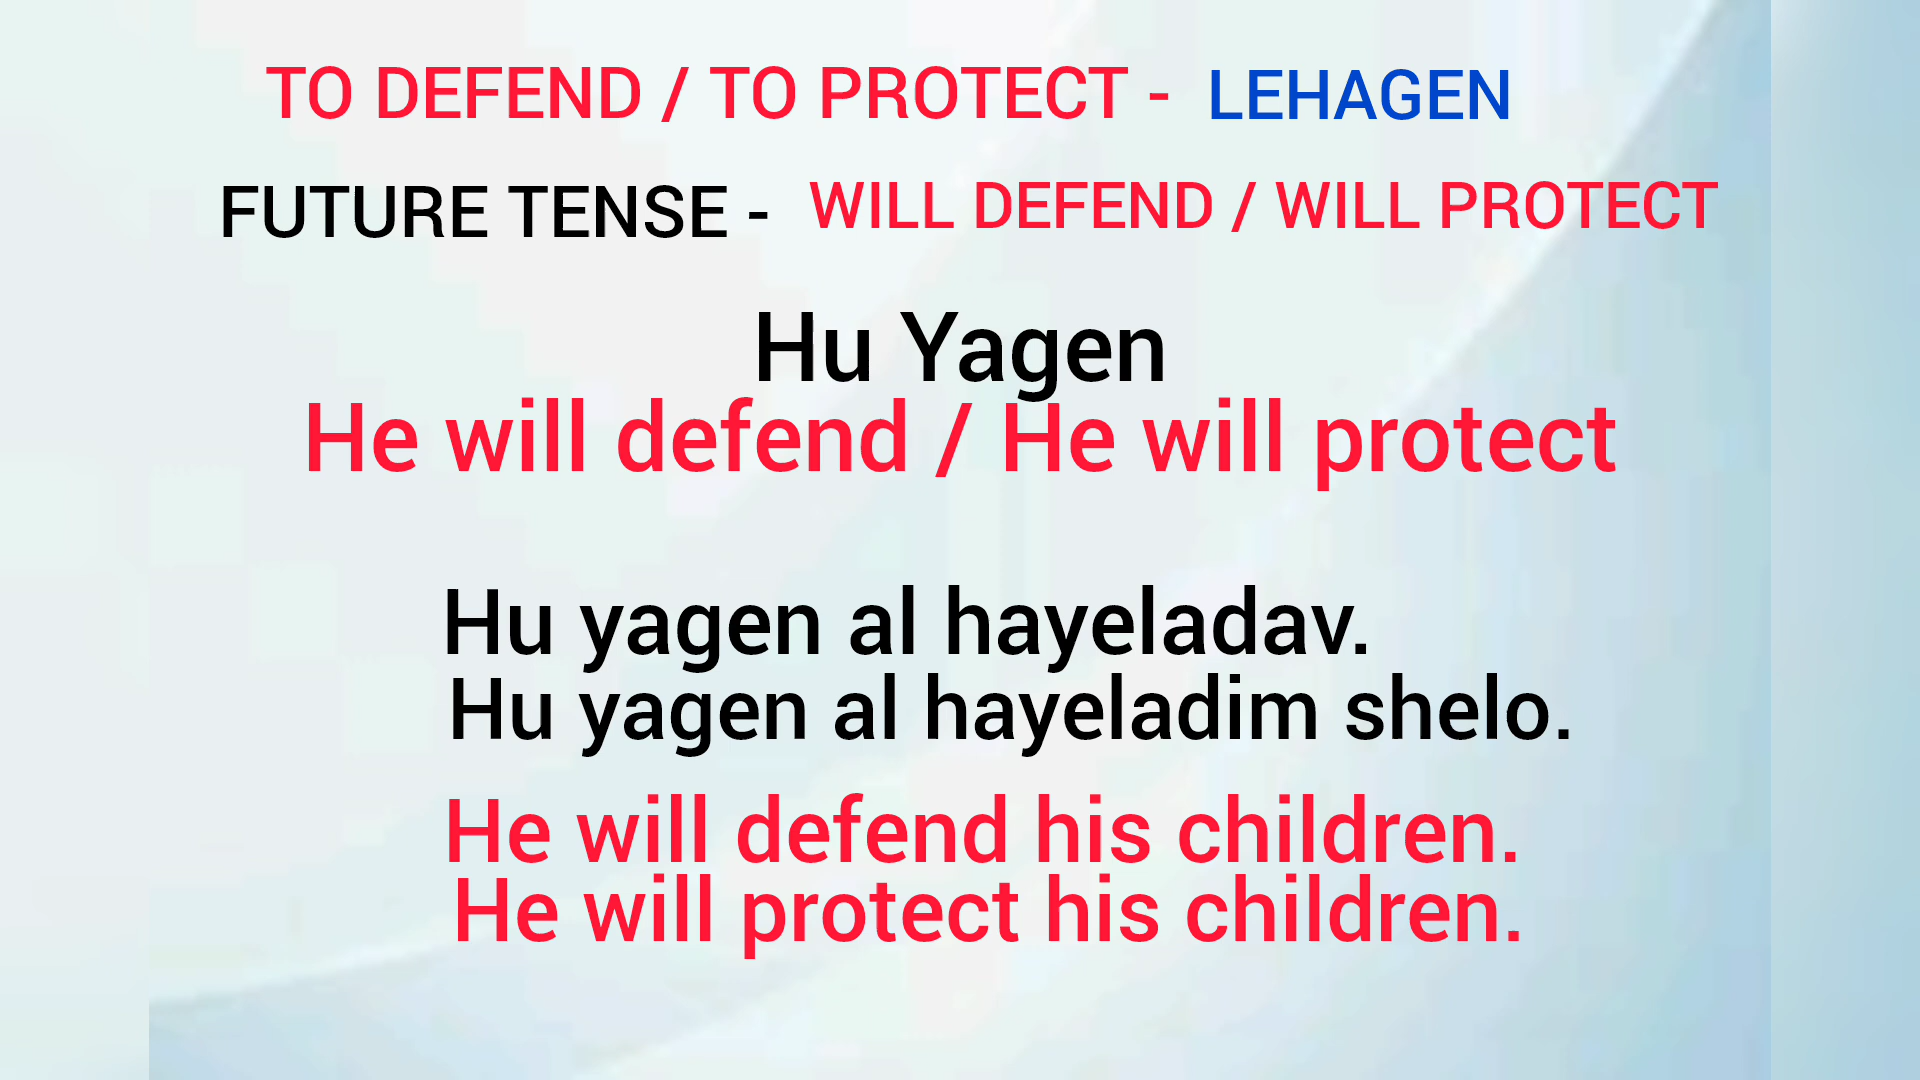 TO DEFEND / TO PROTECT - LEHAGEN
FUTURE TENSE - WILL DEFEND / WILL PROTECT
Hu Yagen
He will defend / He will protect
Hu yagen al hayeladav.
Hu yagen al hayeladim shelo.
He will defend his children.
He will protect his children.